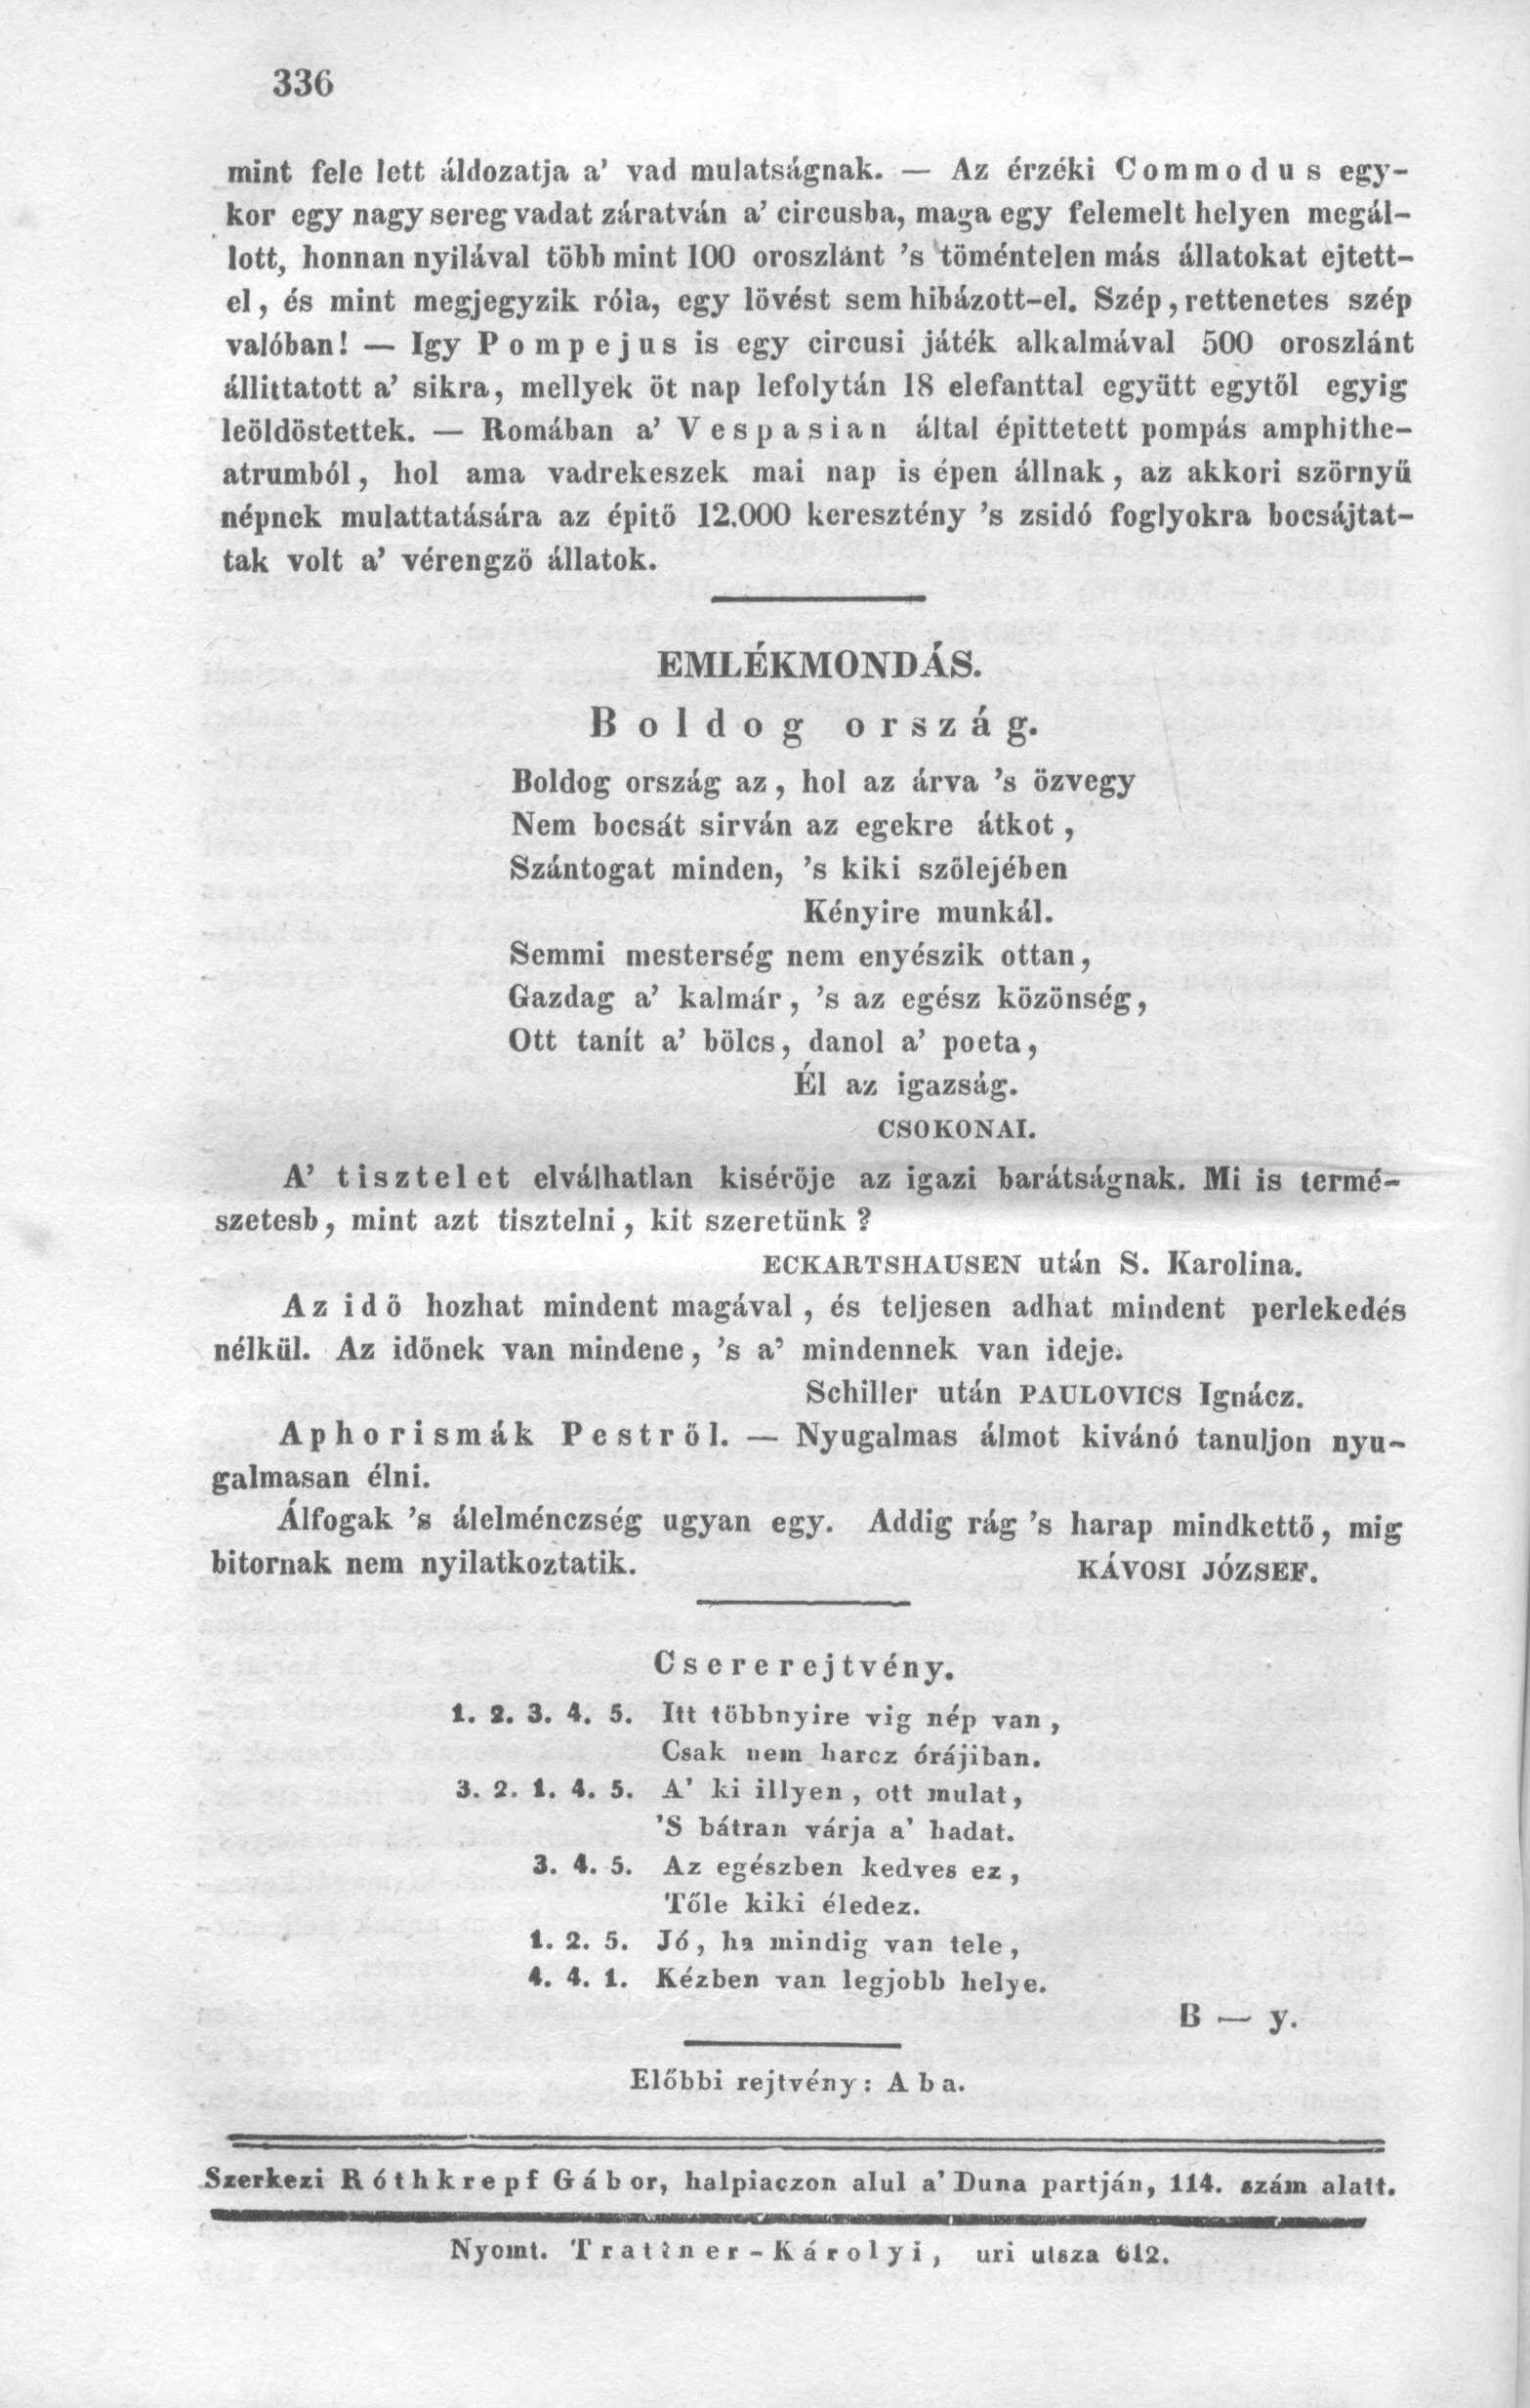 336
mint fele lett áldozatja a’ vad mulatságnak. — Az érzéki Commodus egy-
kor egy nagy sereg vadat záratván a’ circusba, maga egy felemelt helyen megál-
lott, honnan nyilával több mint 100 oroszlánt ’s töméntelen más állatokat ejtett-
el, és mint megjegyzik róla, egy lövést sem hibázott-el. Szép, rettenetes szép
valóban! — Igy Pompejus is egy circusi játék alkalmával 500 oroszlánt
állittatott a’ sikra, mellyek öt nap lefolytán 18 elefanttal együtt egytől egyig
leöldöstettek. — Romában a’ Vespasian által épittetett pompás amphithe-
atrumból, hol ama vadrekeszek mai nap is épen állnak, az akkori szörnyű
népnek mulattatására az épitő 12.000 keresztény ’s zsidó foglyokra bocsájtat-
tak volt a’ vérengző állatok.
EMLÉKMONDÁS.
Boldog ország.
Boldog ország az, hol az árva ’s özvegy
Nem bocsát sirván az egekre átkot,
Szántogat minden, ’s kiki szőlejében
Kényire munkál.
Semmi mesterség nem enyészik ottan,
Gazdag a’ kalmár, ’s az egész közönség,
Ott tanít a’ bölcs, danol a’ poeta,
Él az igazság.
CSOKONAI.
A’ tisztelet elválhatlan kisérője az igazi barátságnak. Mi is termé-
szetesb, mint azt tisztelni, kit szeretünk?
ECKARTSHAUSEN után S. Karolina.
Az idő hozhat mindent magával, és teljesen adhat mindent perlekedés
nélkül. Az időnek van mindene, ’s a’ mindennek van ideje.
Schiller után PAULOVICS Ignácz.
Aphorismák Pestről. — Nyugalmas álmot kivánó tanuljon nyu-
galmasan élni.
Álfogak ’s álelménczség ugyan egy. Addig rág ’s harap mindkettő, mig
bitornak nem nyilatkoztatik. KÁVOSI JÓZSEF.
Csererejtvény.
1. 2. 3. 4. 5. Itt többnyire vig nép van,
Csak nem harcz órájiban.
3. 2. 1. 4. 5. A’ ki illyen, ott mulat,
’S bátran várja a’ hadat.
3. 4. 5. Az egészben kedves ez,
Tőle kiki éledez.
1. 2. 5. Jó, ha mindig van tele,
4. 4. 1. Kézben van legjobb helye.
B — y.
Előbbi rejtvény: Aba.
Szerkezi Róthkrepf Gábor, halpiaczon alul a’ Duna partján, 114. szám alatt.
Nyomt. Trattner-Károlyi, uri utsza 612.